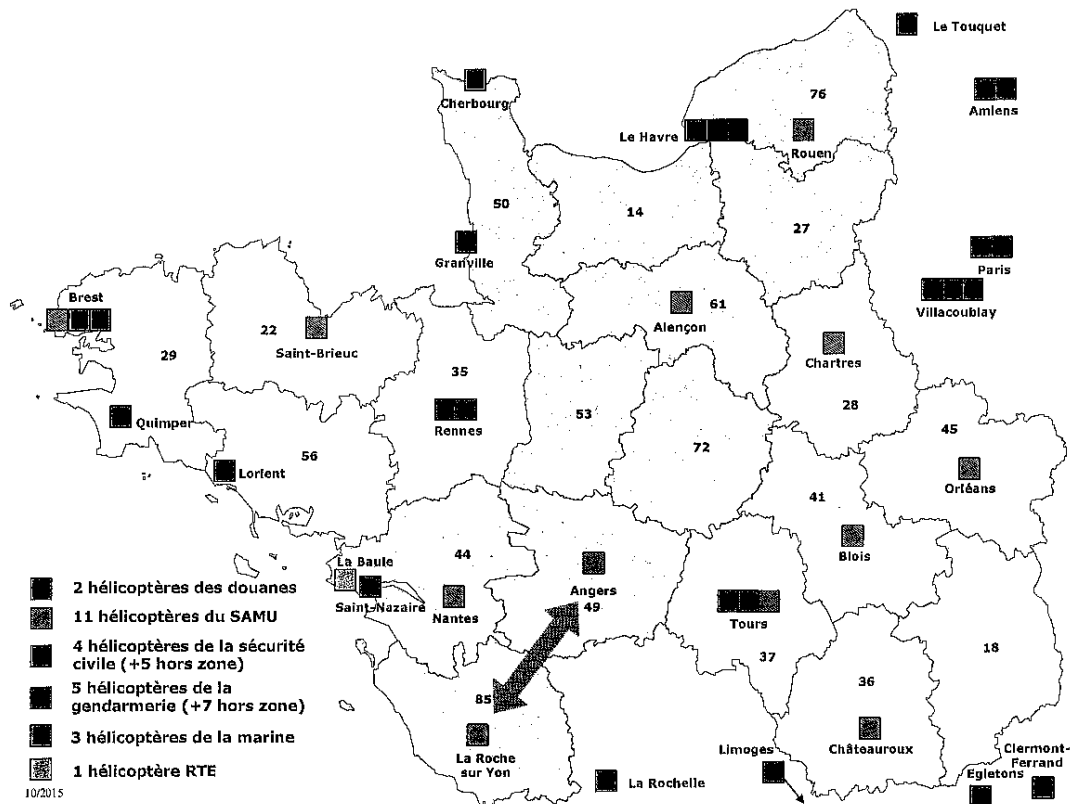 Le Touquet
Cherbourg
76
Amiens
Le Havre
Rouen
50
14
27
Granville
Paris
Villacoublay
Brest
61
Alençon
22
Saint-Brieuc
Chartres
29
35
Rennes
53
28
45
Quimper
72
56
Lorient
Orléans
41
Blois
44
La Baule
Angers
49
Saint-Nazaire
Nantes
Tours
37
18
36
85
La Roche
sur Yon
Châteauroux
Limoges
La Rochelle
Clermont-
Ferrand
Egletons
2 hélicoptères des douanes
11 hélicoptères du SAMU
4 hélicoptères de la sécurité
civile (+5 hors zone)
5 hélicoptères de la
gendarmerie (+7 hors zone)
3 hélicoptères de la marine
1 hélicoptère RTE
10/2015